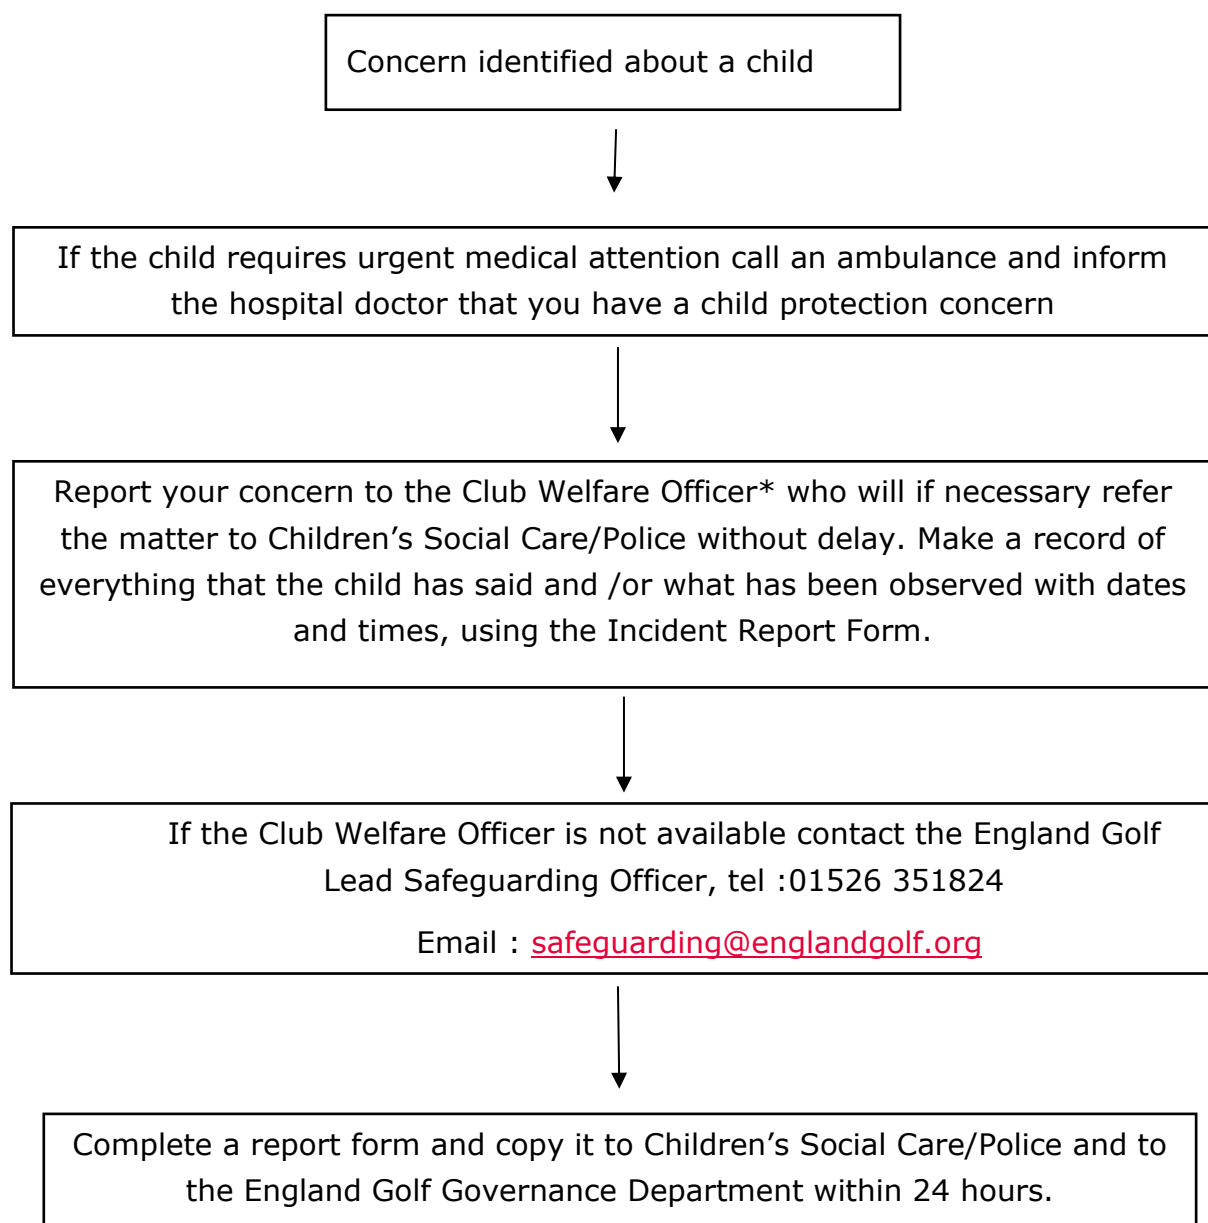 Concern identified about a child
If the child requires urgent medical attention call an ambulance and inform
the hospital doctor that you have a child protection concern
Report your concern to the Club Welfare Officer* who will if necessary refer
the matter to Children’s Social Care/Police without delay. Make a record of
everything that the child has said and /or what has been observed with dates
and times, using the Incident Report Form.
If the Club Welfare Officer is not available contact the England Golf
Lead Safeguarding Officer, tel :01526 351824
Email : safeguarding@englandgolf.org
Complete a report form and copy it to Children’s Social Care/Police and to
the England Golf Governance Department within 24 hours.